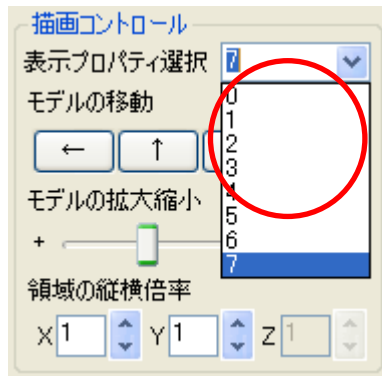 描画コントロール
表示プロパティ選択 7
0
1
2
3
4
5
6
7
モデルの移動
← ↑
モデルの拡大縮小
+
領域の縦横倍率
X 1 Y 1 Z 1